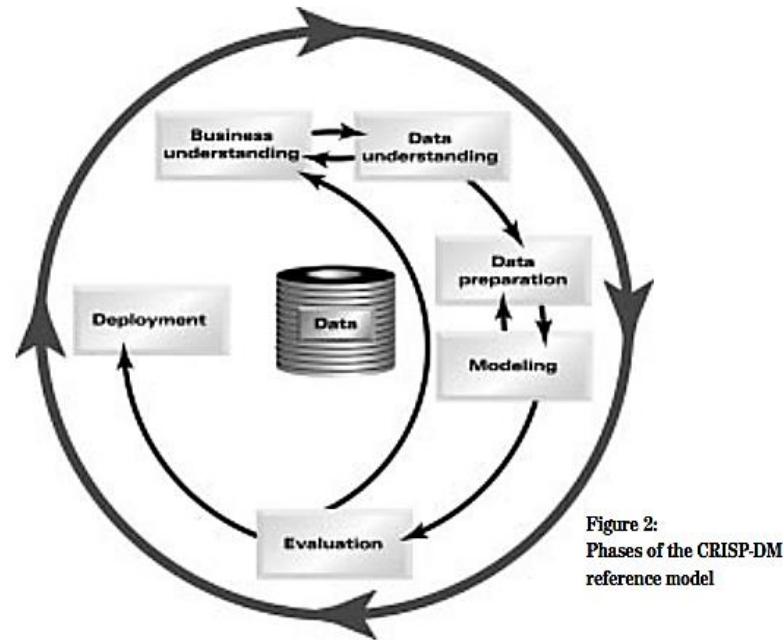 Business
understanding
Data
understanding
Data
preparation
Deployment
Data
Modeling
Evaluation
Figure 2:
Phases of the CRISP-DM
reference model